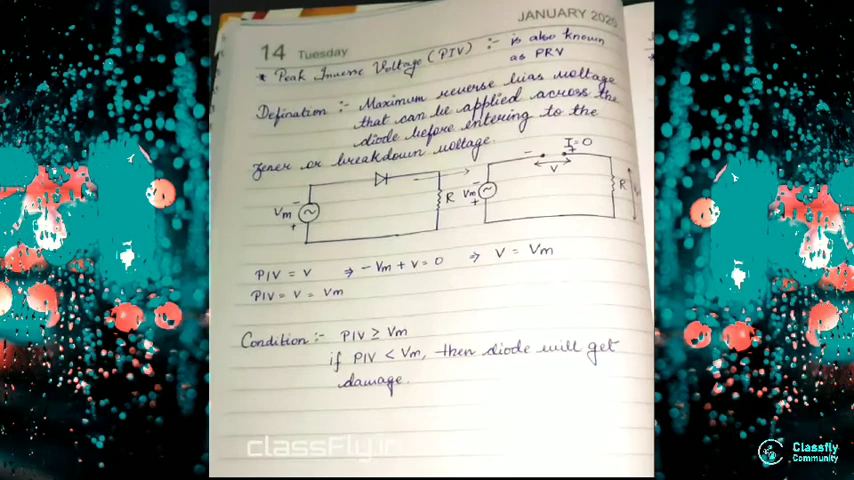 JANUARY 2020
14 Tuesday
* Peak Inverse Voltage (PIV) :- is also known
as PRV
Defination :- Maximum reverse bias voltage
that can be applied across the
diode before entering to the
zener or breakdown voltage.
I=0
Vm - + ~ R
Vm - + ~ - + V R
PIV = V ⇒ -Vm + V = 0 ⇒ V = Vm
PIV = V = Vm
Condition :- PIV ≥ Vm
if PIV < Vm, then diode will get
damage.
classFly.in
Classfly
Community